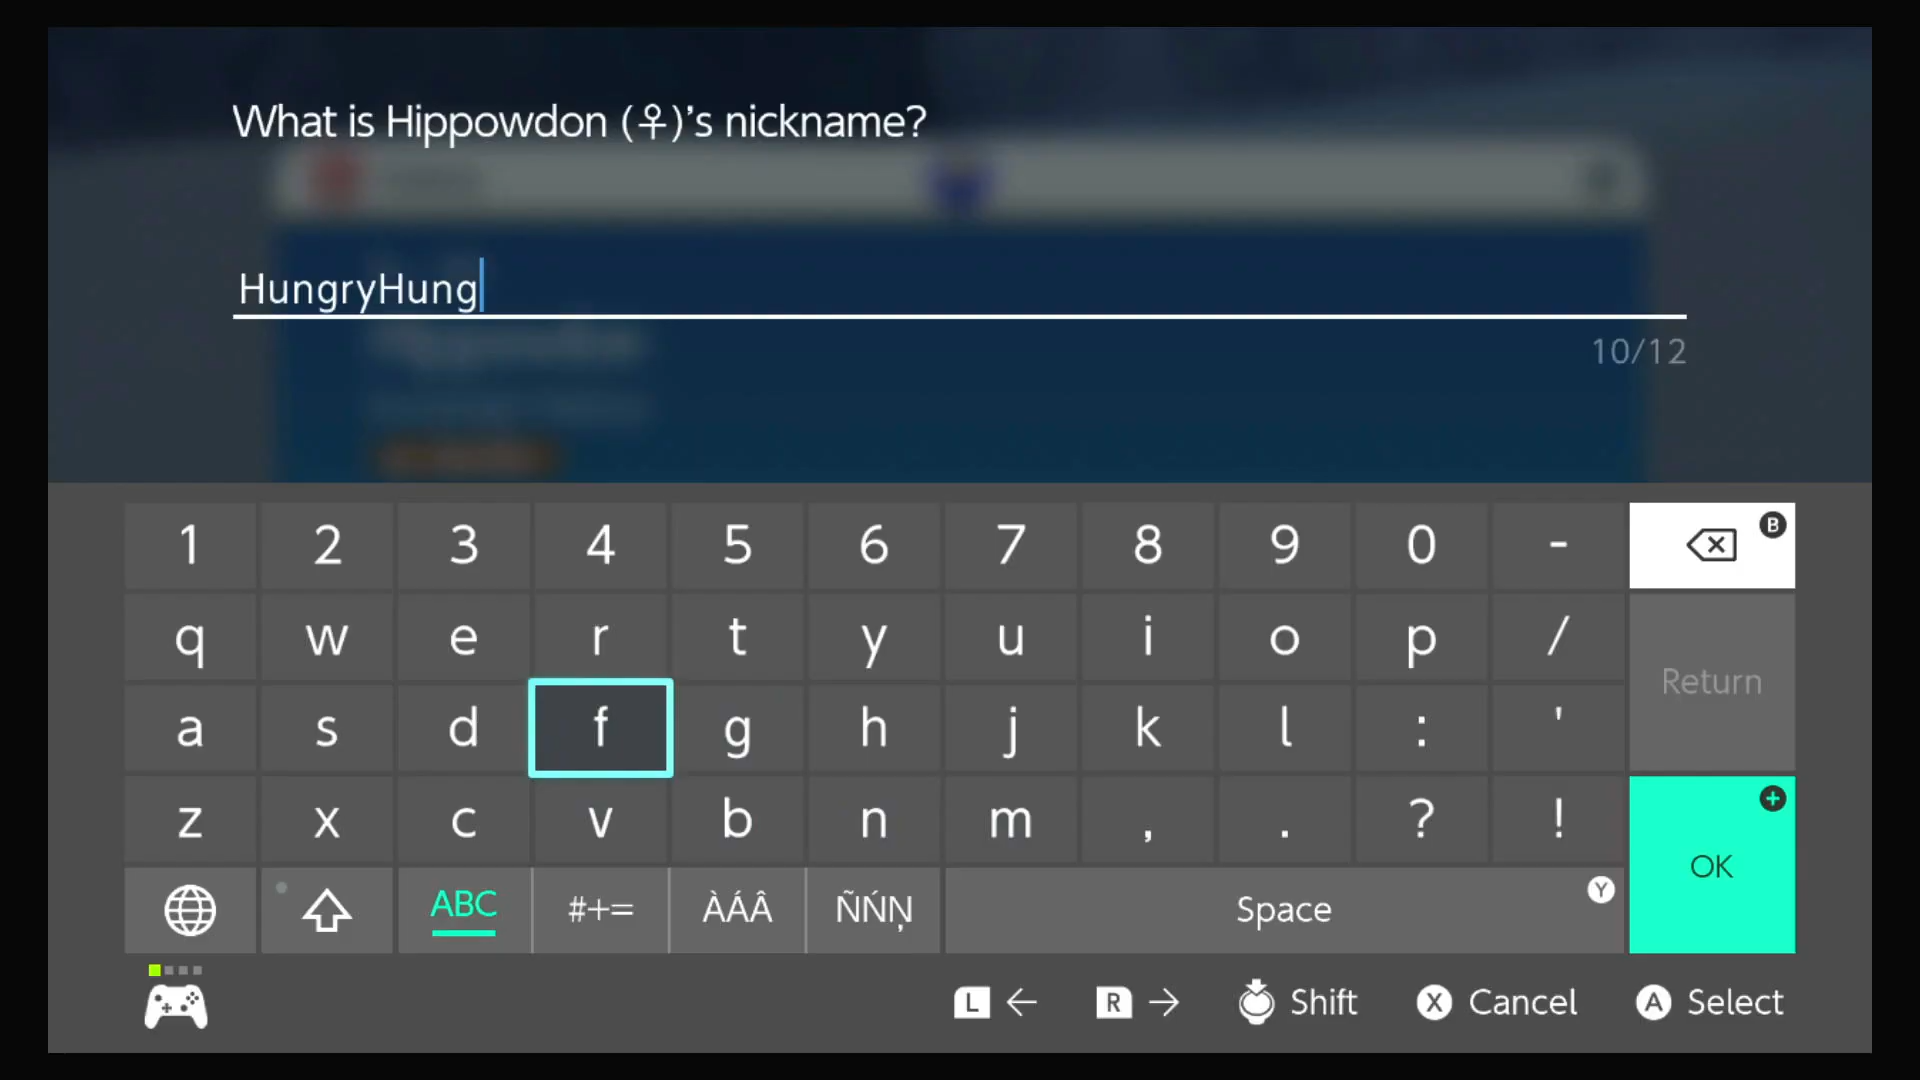 What is Hippowdon (♀)'s nickname?
HungryHung
10/12
1 2 3 4 5 6 7 8 9 0 - B
q w e r t y u i o p /
Return
a s d f g h j k l : '
z x c v b n m , . ? ! +
OK
ABC #+= ÀÁÂ ÑŃŅ Space Y
L ← R → Shift X Cancel A Select